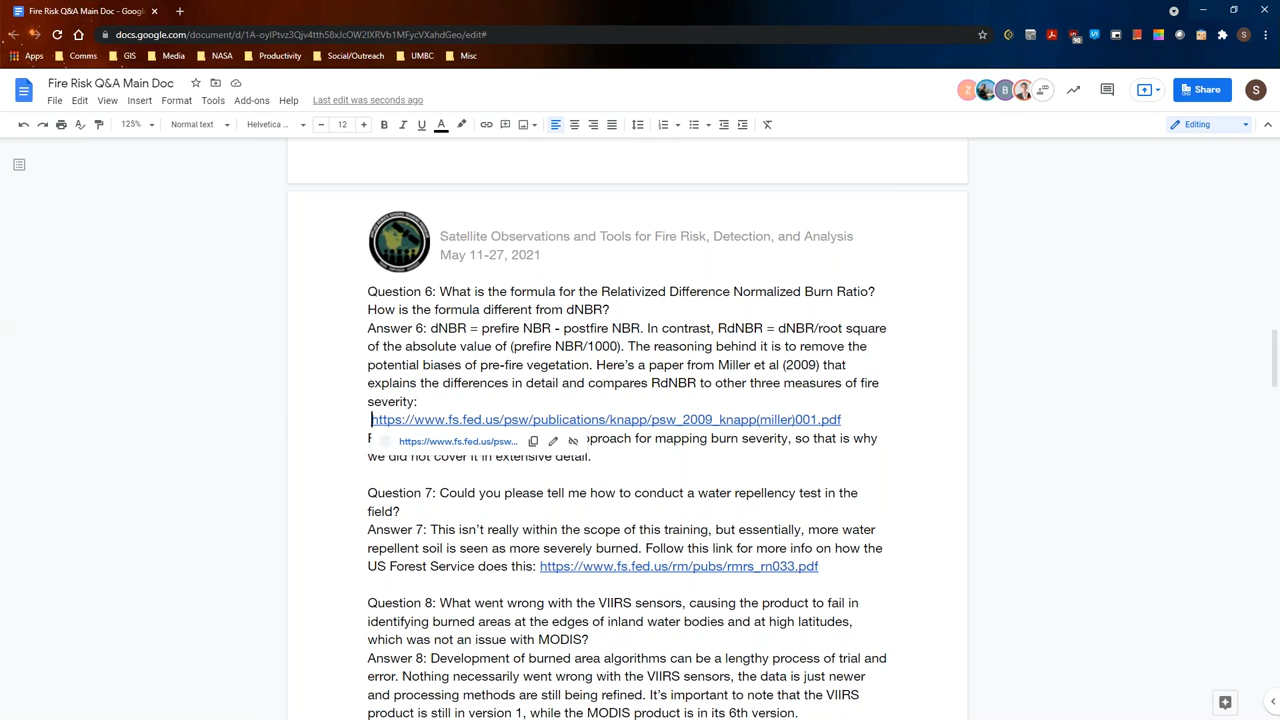 Fire Risk Q&A Main Doc - Googl
docs.google.com/document/d/1A-oyIPtvz3Qjv4tth58xJcOW2IXRVb1MFycVXahdGeo/edit#
Apps Comms GIS Media NASA Productivity Social/Outreach UMBC Misc
Fire Risk Q&A Main Doc
File Edit View Insert Format Tools Add-ons Help Last edit was seconds ago
Z B Share S
125% Normal text Helvetica ... 12 B I U A Editing
Satellite Observations and Tools for Fire Risk, Detection, and Analysis
May 11-27, 2021
Question 6: What is the formula for the Relativized Difference Normalized Burn Ratio?
How is the formula different from dNBR?
Answer 6: dNBR = prefire NBR - postfire NBR. In contrast, RdNBR = dNBR/root square
of the absolute value of (prefire NBR/1000). The reasoning behind it is to remove the
potential biases of pre-fire vegetation. Here's a paper from Miller et al (2009) that
explains the differences in detail and compares RdNBR to other three measures of fire
severity:
https://www.fs.fed.us/psw/publications/knapp/psw_2009_knapp(miller)001.pdf
https://www.fs.fed.us/psw... pproach for mapping burn severity, so that is why
we did not cover it in extensive detail.
Question 7: Could you please tell me how to conduct a water repellency test in the
field?
Answer 7: This isn't really within the scope of this training, but essentially, more water
repellent soil is seen as more severely burned. Follow this link for more info on how the
US Forest Service does this: https://www.fs.fed.us/rm/pubs/rmrs_rn033.pdf
Question 8: What went wrong with the VIIRS sensors, causing the product to fail in
identifying burned areas at the edges of inland water bodies and at high latitudes,
which was not an issue with MODIS?
Answer 8: Development of burned area algorithms can be a lengthy process of trial and
error. Nothing necessarily went wrong with the VIIRS sensors, the data is just newer
and processing methods are still being refined. It's important to note that the VIIRS
product is still in version 1, while the MODIS product is in its 6th version.